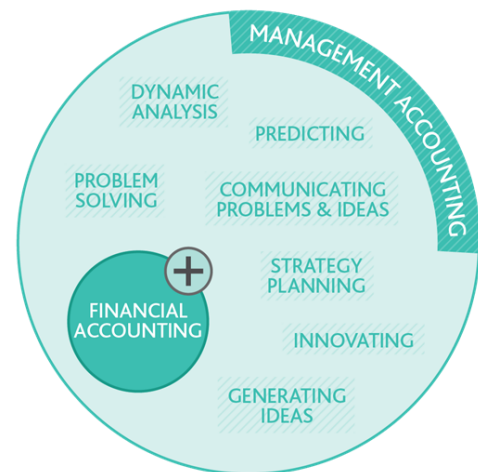 MANAGEMENT ACCOUNTING
DYNAMIC
ANALYSIS
PREDICTING
PROBLEM
SOLVING
COMMUNICATING
PROBLEMS & IDEAS
STRATEGY
PLANNING
+
FINANCIAL
ACCOUNTING
INNOVATING
GENERATING
IDEAS